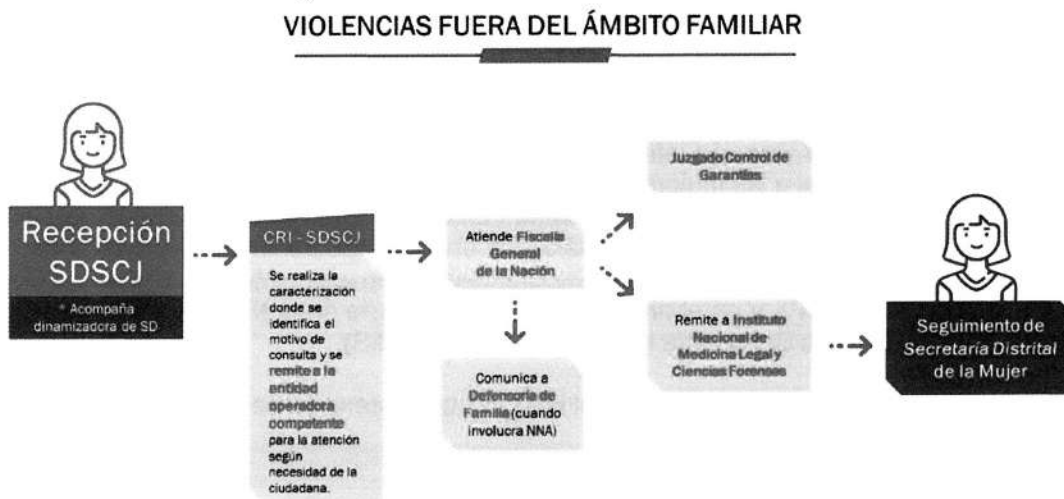 VIOLENCIAS FUERA DEL ÁMBITO FAMILIAR
Recepción
SDSCJ
* Acompaña
dinamizadora de SD
CRI - SDSCJ
Se realiza la
caracterización
donde se
identifica el
motivo de
consulta y se
remite a la
entidad
operadora
competente
para la atención
según
necesidad de la
ciudadana.
Atiende Fiscalía
General
de la Nación
Comunica a
Defensoría de
Familia (cuando
involucra NNA)
Juzgado Control de
Garantías
Remite a Instituto
Nacional de
Medicina Legal y
Ciencias Forenses
Seguimiento de
Secretaría Distrital
de la Mujer